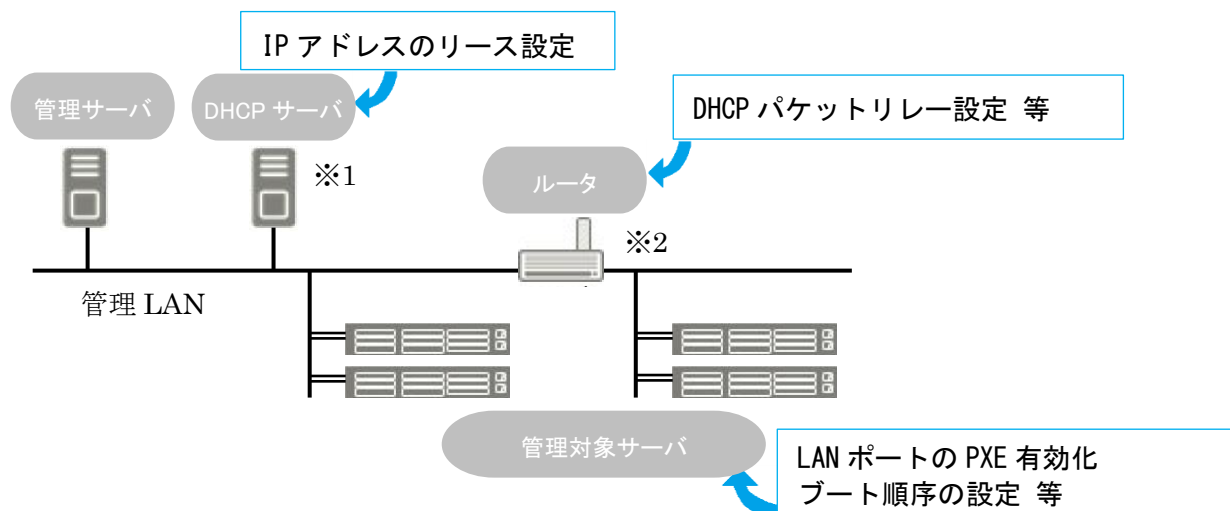 IP アドレスのリース設定
管理サーバ
DHCP サーバ
DHCP パケットリレー設定 等
※1
ルータ
※2
管理 LAN
管理対象サーバ
LAN ポートの PXE 有効化
ブート順序の設定 等